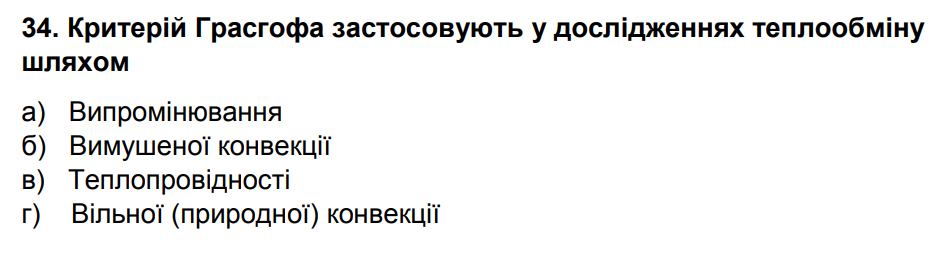 34. Критерій Грасгофа застосовують у дослідженнях теплообміну
шляхом
а) Випромінювання
б) Вимушеної конвекції
в) Теплопровідності
г) Вільної (природної) конвекції